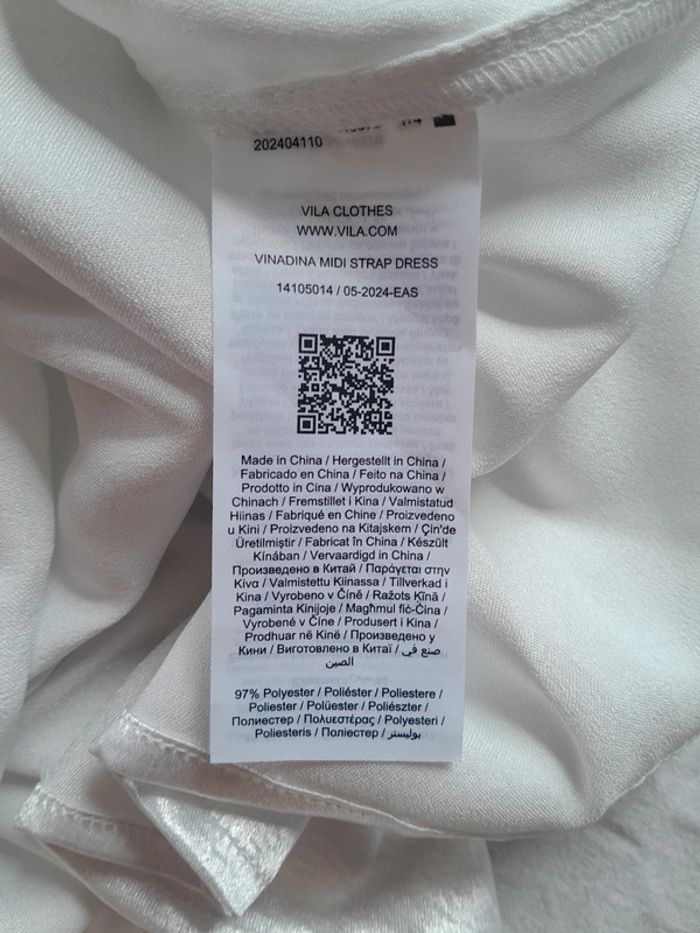 202404110
VILA CLOTHES
WWW.VILA.COM
VINADINA MIDI STRAP DRESS
14105014 / 05-2024-EAS
Made in China / Hergestellt in China /
Fabricado en China / Feito na China /
Prodotto in Cina / Wyprodukowano w
Chinach / Fremstillet i Kina / Valmistatud
Hiinas / Fabriqué en Chine / Proizvedeno
u Kini / Proizvedeno na Kitajskem / Çin'de
Üretilmiştir / Fabricat în China / Készült
Kínában / Vervaardigd in China /
Произведено в Китай / Παράγεται στην
Κίνα / Valmistettu Kiinassa / Tillverkad i
Kina / Vyrobeno v Číně / Ražots Ķīnā /
Pagaminta Kinijoje / Magħmul fiċ-Ċina /
Vyrobené v Číne / Produsert i Kina /
Prodhuar në Kinë / Произведено у
Кини / Виготовлено в Китаї / صنع في
الصين
97% Polyester / Poliéster / Poliestere /
Poliester / Polüester / Poliészter /
Полиестер / Πολυεστέρας / Polyesteri /
Poliesteris / Поліестер / بوليستر